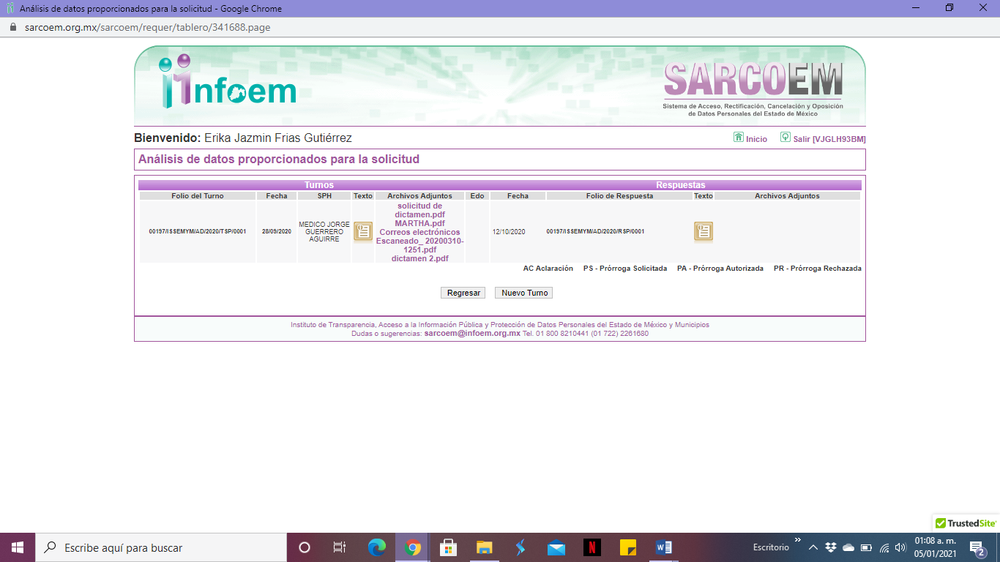 Análisis de datos proporcionados para la solicitud - Google Chrome
sarcoem.org.mx/sarcoem/requer/tablero/341688.page
infoem
SARCOEM
Sistema de Acceso, Rectificación, Cancelación y Oposición
de Datos Personales del Estado de México
Bienvenido: Erika Jazmin Frias Gutiérrez
Inicio Salir [VJGLH93BM]
Análisis de datos proporcionados para la solicitud
Turnos Respuestas
Folio del Turno Fecha SPH Texto Archivos Adjuntos Edo Fecha Folio de Respuesta Texto Archivos Adjuntos
solicitud de
dictamen.pdf
MARTHA.pdf
Correos electrónicos
Escaneado_ 20200310-
1251.pdf
dictamen 2.pdf
00197/ISSEMYM/AD/2020/TSP/0001 28/09/2020
MEDICO JORGE
GUERRERO
AGUIRRE
12/10/2020 00197/ISSEMYM/AD/2020/RSP/0001
AC Aclaración PS - Prórroga Solicitada PA - Prórroga Autorizada PR - Prórroga Rechazada
Regresar Nuevo Turno
Instituto de Transparencia, Acceso a la Información Pública y Protección de Datos Personales del Estado de México y Municipios
Dudas o sugerencias: sarcoem@infoem.org.mx Tel. 01 800 8210441 (01 722) 2261680
TrustedSite
Escribe aquí para buscar
Escritorio
01:08 a. m.
05/01/2021
2